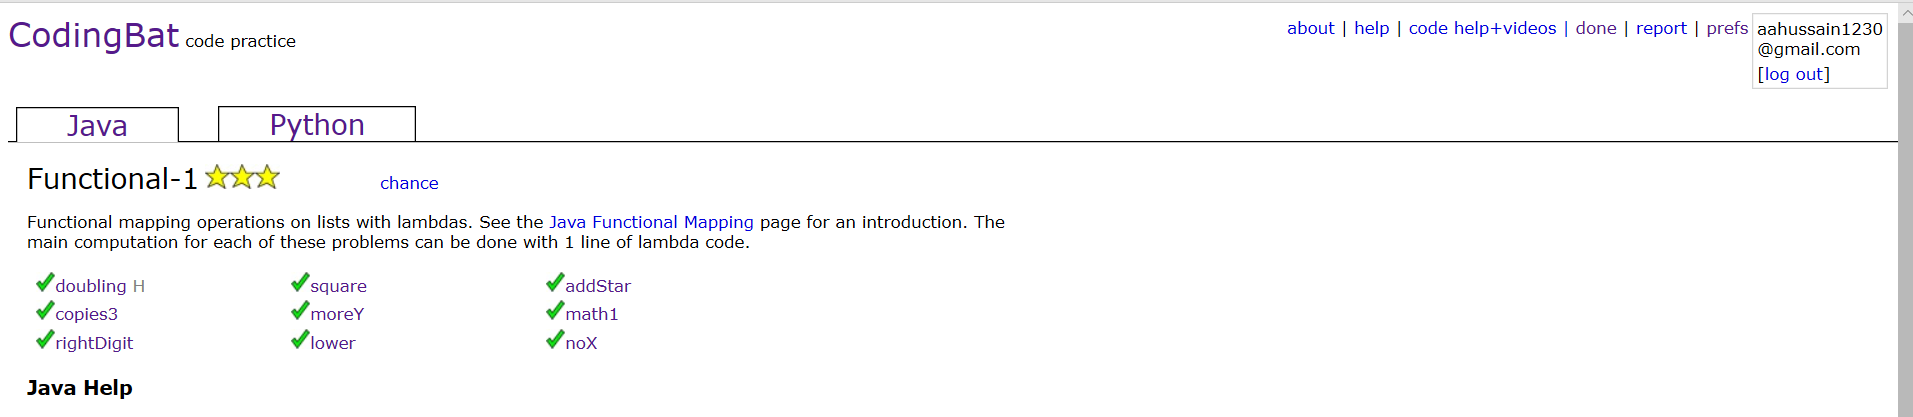 CodingBat code practice
about | help | code help+videos | done | report | prefs
aahussain1230
@gmail.com
[log out]
Java
Python
Functional-1
chance
Functional mapping operations on lists with lambdas. See the Java Functional Mapping page for an introduction. The
main computation for each of these problems can be done with 1 line of lambda code.
doubling H
square
addStar
copies3
moreY
math1
rightDigit
lower
noX
Java Help